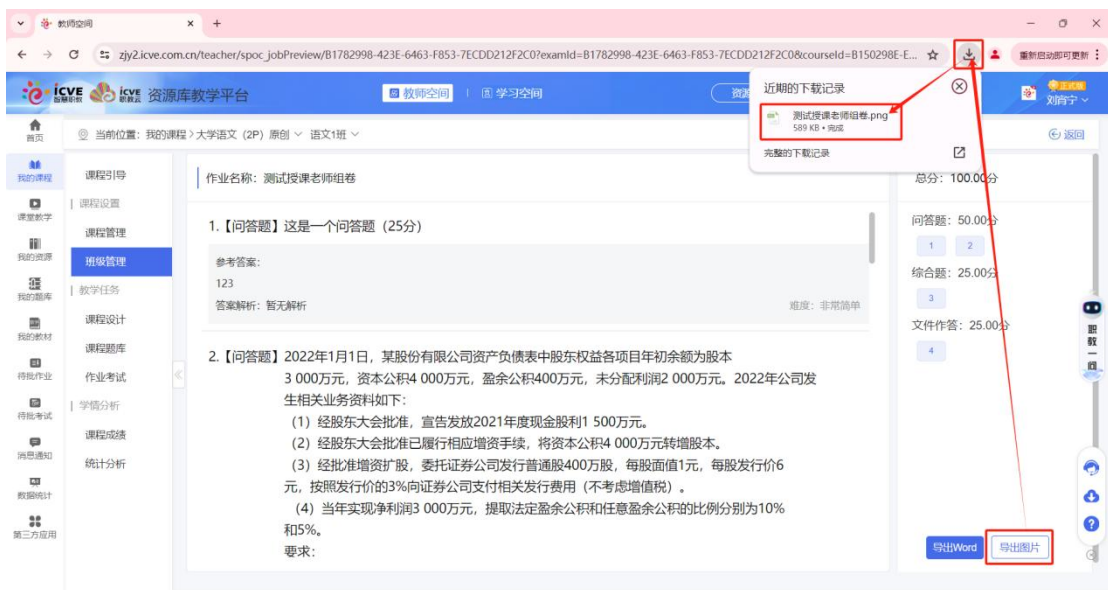 教师空间
zjy2.icve.com.cn/teacher/spoc_jobPreview/B1782998-423E-6463-F853-7ECDD212F2C0?examId=B1782998-423E-6463-F853-7ECDD212F2C0&courseId=B150298E-E...
重新启动即可更新
icve 智慧职教 icve 职教云 资源库教学平台
教师空间
学习空间
资源
正式版
刘梓宁
近期的下载记录
测试授课老师组卷.png
589 KB • 完成
完整的下载记录
首页
当前位置：我的课程 > 大学语文（2P）原创 语文1班
返回
我的课程
课堂教学
我的资源
我的题库
我的教材
待批作业
待批考试
消息通知
数据统计
第三方应用
课程引导
课程设置
课程管理
班级管理
教学任务
课程设计
课程题库
作业考试
学情分析
课程成绩
统计分析
作业名称：测试授课老师组卷
1.【问答题】这是一个问答题（25分）
参考答案：
123
答案解析：暂无解析
难度：非常简单
2.【问答题】2022年1月1日，某股份有限公司资产负债表中股东权益各项目年初余额为股本
3 000万元，资本公积4 000万元，盈余公积400万元，未分配利润2 000万元。2022年公司发
生相关业务资料如下：
（1）经股东大会批准，宣告发放2021年度现金股利1 500万元。
（2）经股东大会批准已履行相应增资手续，将资本公积4 000万元转增股本。
（3）经批准增资扩股，委托证券公司发行普通股400万股，每股面值1元，每股发行价6
元，按照发行价的3%向证券公司支付相关发行费用（不考虑增值税）。
（4）当年实现净利润3 000万元，提取法定盈余公积和任意盈余公积的比例分别为10%
和5%。
要求：
总分：100.00分
问答题：50.00分
1 2
综合题：25.00分
3
文件作答：25.00分
4
职教一问
导出Word
导出图片